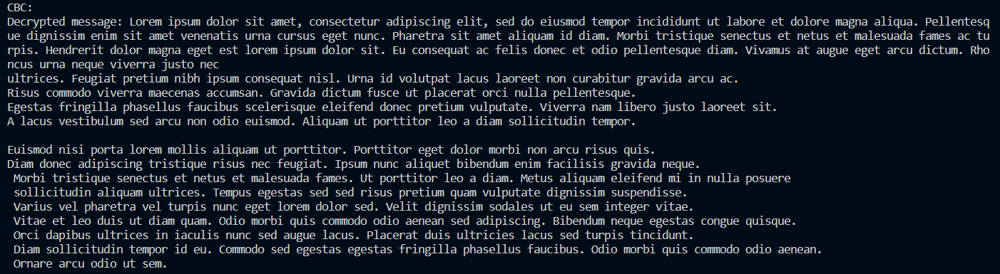 CBC:
Decrypted message: Lorem ipsum dolor sit amet, consectetur adipiscing elit, sed do eiusmod tempor incididunt ut labore et dolore magna aliqua. Pellentesq
ue dignissim enim sit amet venenatis urna cursus eget nunc. Pharetra sit amet aliquam id diam. Morbi tristique senectus et netus et malesuada fames ac tu
rpis. Hendrerit dolor magna eget est lorem ipsum dolor sit. Eu consequat ac felis donec et odio pellentesque diam. Vivamus at augue eget arcu dictum. Rho
ncus urna neque viverra justo nec
ultrices. Feugiat pretium nibh ipsum consequat nisl. Urna id volutpat lacus laoreet non curabitur gravida arcu ac.
Risus commodo viverra maecenas accumsan. Gravida dictum fusce ut placerat orci nulla pellentesque.
Egestas fringilla phasellus faucibus scelerisque eleifend donec pretium vulputate. Viverra nam libero justo laoreet sit.
A lacus vestibulum sed arcu non odio euismod. Aliquam ut porttitor leo a diam sollicitudin tempor.

Euismod nisi porta lorem mollis aliquam ut porttitor. Porttitor eget dolor morbi non arcu risus quis.
Diam donec adipiscing tristique risus nec feugiat. Ipsum nunc aliquet bibendum enim facilisis gravida neque.
 Morbi tristique senectus et netus et malesuada fames. Ut porttitor leo a diam. Metus aliquam eleifend mi in nulla posuere
 sollicitudin aliquam ultrices. Tempus egestas sed sed risus pretium quam vulputate dignissim suspendisse.
 Varius vel pharetra vel turpis nunc eget lorem dolor sed. Velit dignissim sodales ut eu sem integer vitae.
 Vitae et leo duis ut diam quam. Odio morbi quis commodo odio aenean sed adipiscing. Bibendum neque egestas congue quisque.
 Orci dapibus ultrices in iaculis nunc sed augue lacus. Placerat duis ultricies lacus sed turpis tincidunt.
 Diam sollicitudin tempor id eu. Commodo sed egestas egestas fringilla phasellus faucibus. Odio morbi quis commodo odio aenean.
 Ornare arcu odio ut sem.